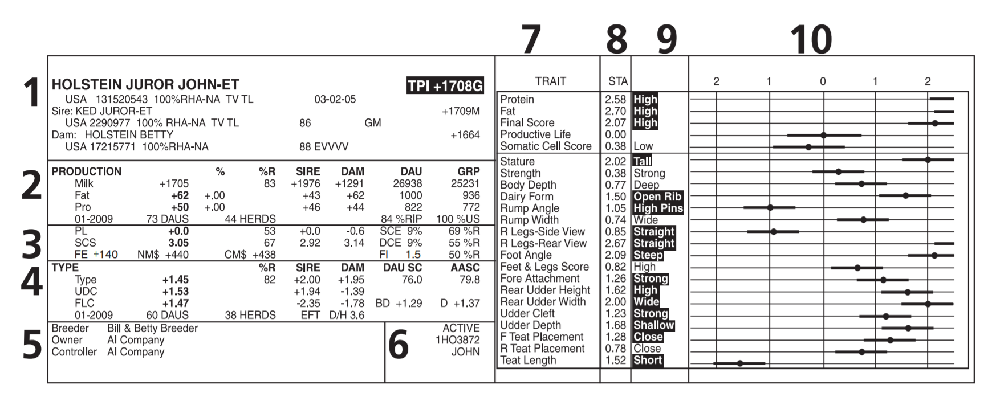 7 8 9 10
1
HOLSTEIN JUROR JOHN-ET TPI +1708G
USA 131520543 100%RHA-NA TV TL 03-02-05
Sire: KED JUROR-ET +1709M
USA 2290977 100% RHA-NA TV TL 86 GM
Dam: HOLSTEIN BETTY +1664
USA 17215771 100%RHA-NA 88 EVVVV
2
PRODUCTION % %R SIRE DAM DAU GRP
Milk +1705 83 +1976 +1291 26938 25231
Fat +62 +.00 +43 +62 1000 936
Pro +50 +.00 +46 +44 822 772
01-2009 73 DAUS 44 HERDS 84 %RIP 100 %US
3
PL +0.0 53 +0.0 -0.6 SCE 9% 69 %R
SCS 3.05 67 2.92 3.14 DCE 9% 55 %R
FE +140 NM$ +440 CM$ +438 FI 1.5 50 %R
4
TYPE %R SIRE DAM DAU SC AASC
Type +1.45 82 +2.00 +1.95 76.0 79.8
UDC +1.53 +1.94 -1.39
FLC +1.47 -2.35 -1.78 BD +1.29 D +1.37
01-2009 60 DAUS 38 HERDS EFT D/H 3.6
5
Breeder Bill & Betty Breeder
Owner AI Company
Controller AI Company
6
ACTIVE
1HO3872
JOHN
TRAIT STA 2 1 0 1 2
Protein 2.58 High
Fat 2.70 High
Final Score 2.07 High
Productive Life 0.00
Somatic Cell Score 0.38 Low
Stature 2.02 Tall
Strength 0.38 Strong
Body Depth 0.77 Deep
Dairy Form 1.50 Open Rib
Rump Angle 1.05 High Pins
Rump Width 0.74 Wide
R Legs-Side View 0.85 Straight
R Legs-Rear View 2.67 Straight
Foot Angle 2.09 Steep
Feet & Legs Score 0.82 High
Fore Attachment 1.26 Strong
Rear Udder Height 1.62 High
Rear Udder Width 2.00 Wide
Udder Cleft 1.23 Strong
Udder Depth 1.68 Shallow
F Teat Placement 1.28 Close
R Teat Placement 0.78 Close
Teat Length 1.52 Short